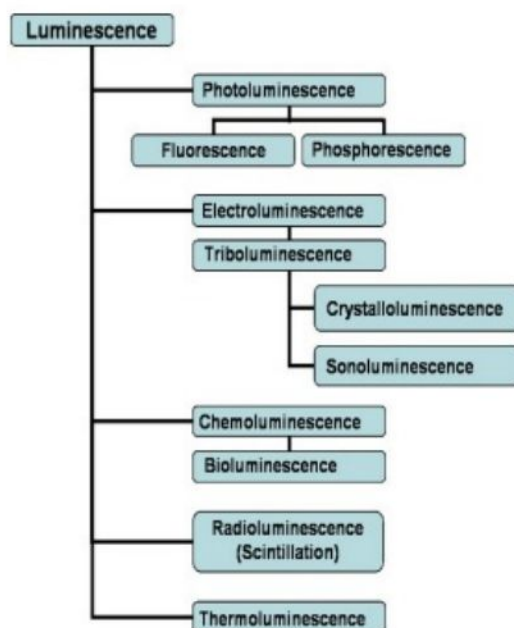 Luminescence
Photoluminescence
Fluorescence
Phosphorescence
Electroluminescence
Triboluminescence
Crystalloluminescence
Sonoluminescence
Chemoluminescence
Bioluminescence
Radioluminescence
(Scintillation)
Thermoluminescence